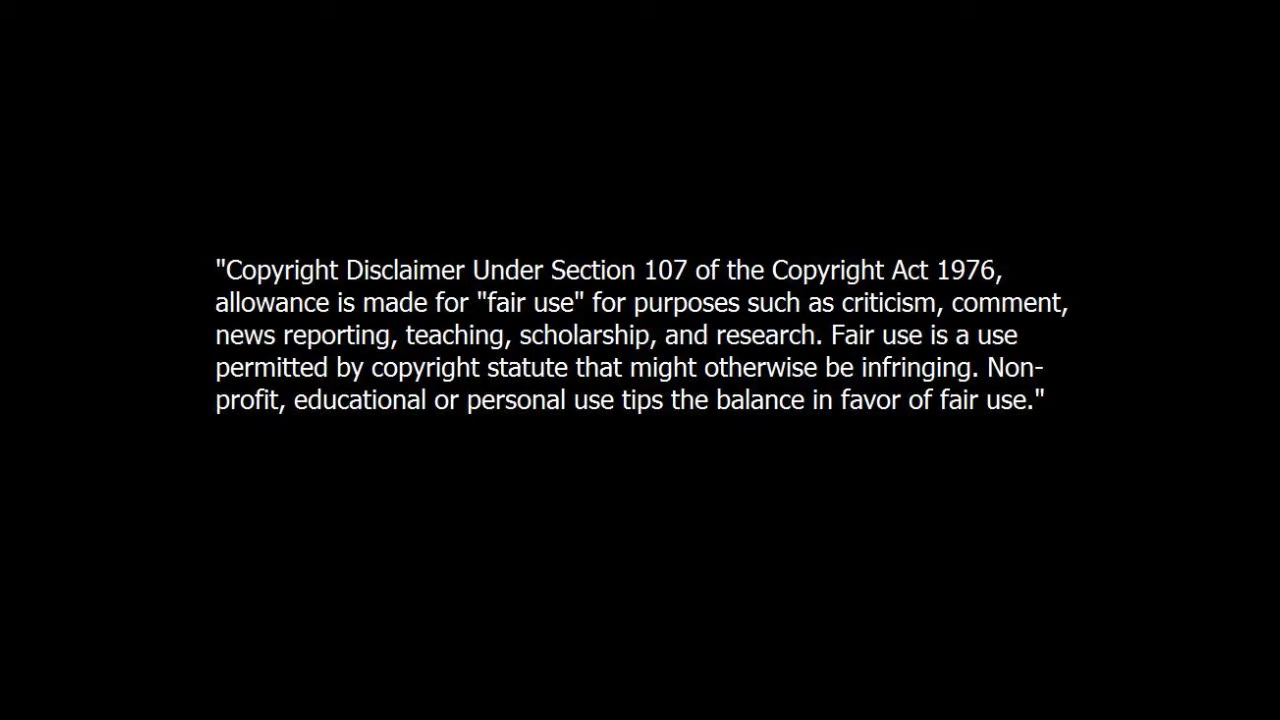 "Copyright Disclaimer Under Section 107 of the Copyright Act 1976,
allowance is made for "fair use" for purposes such as criticism, comment,
news reporting, teaching, scholarship, and research. Fair use is a use
permitted by copyright statute that might otherwise be infringing. Non-
profit, educational or personal use tips the balance in favor of fair use."